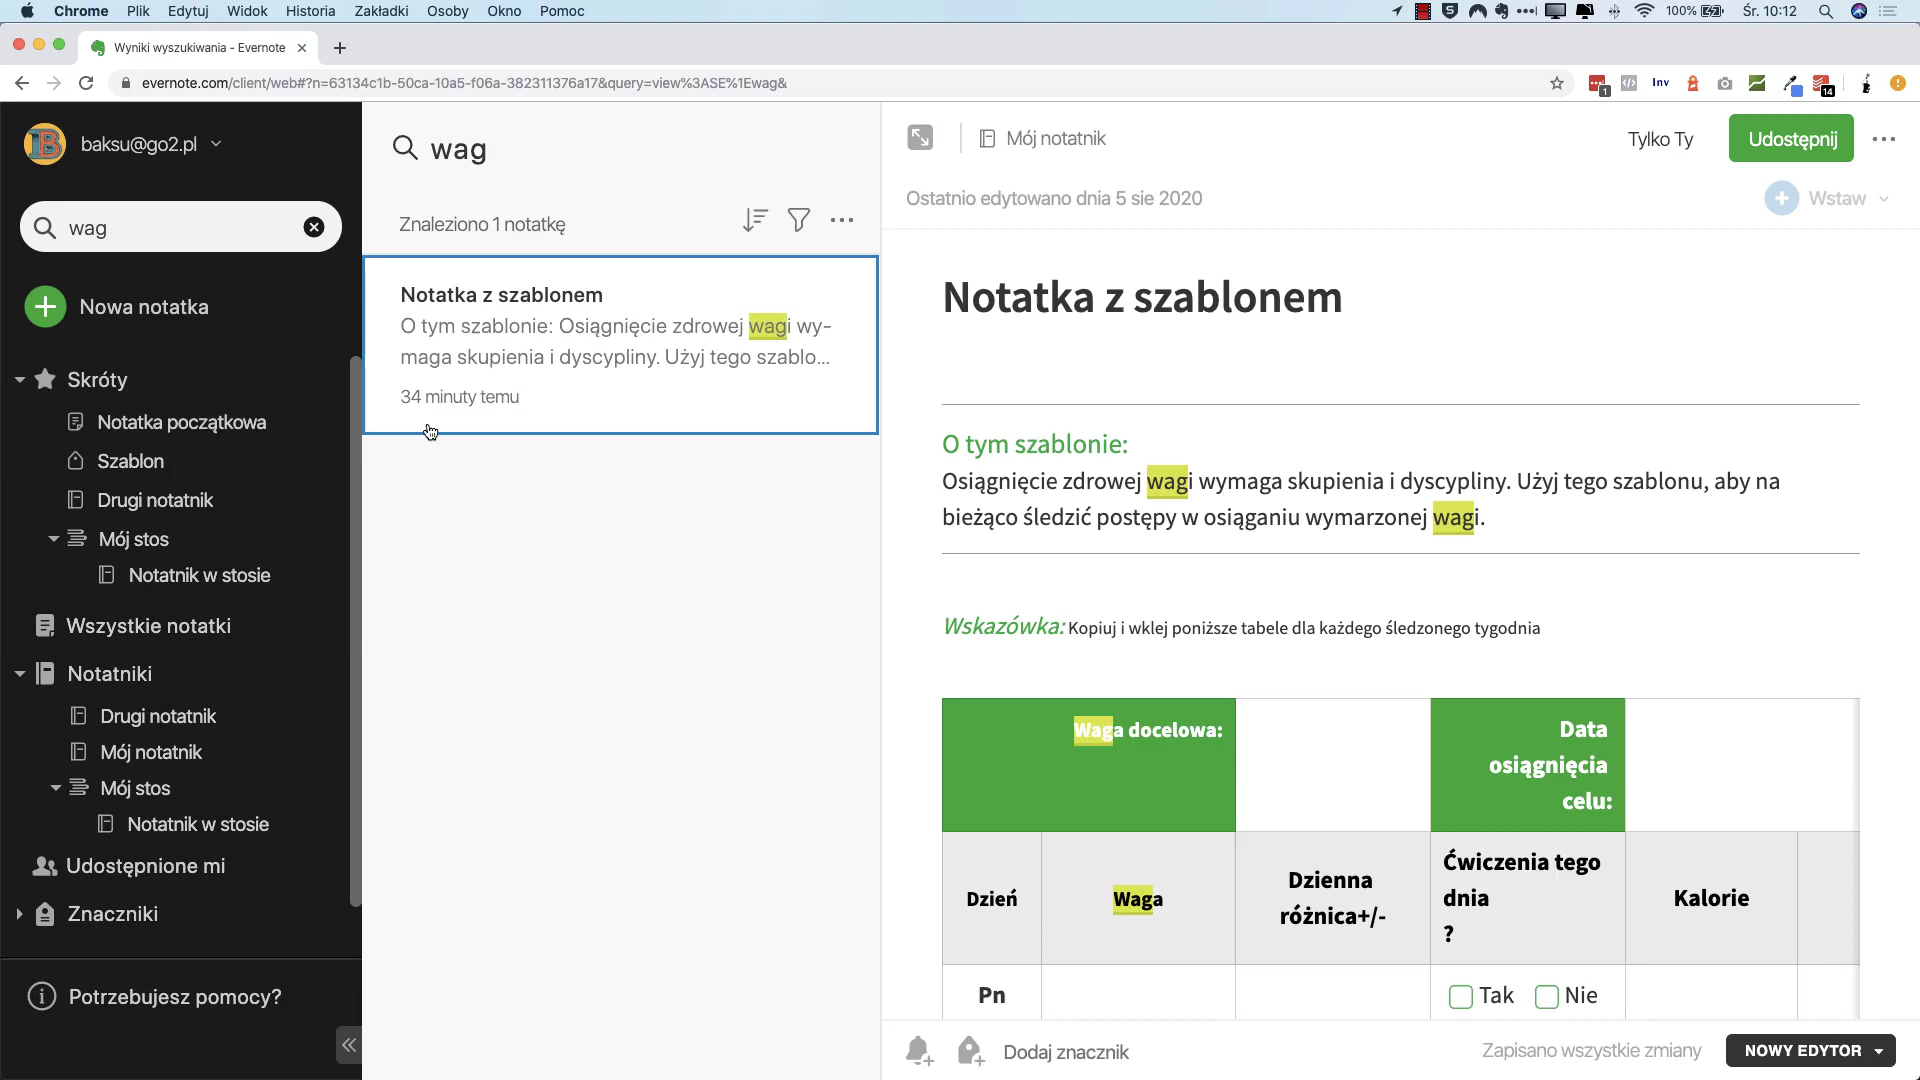 Chrome Plik Edytuj Widok Historia Zakładki Osoby Okno Pomoc
100% Śr. 10:12
Wyniki wyszukiwania - Evernote
evernote.com/client/web#?n=63134c1b-50ca-10a5-f06a-382311376a17&query=view%3ASE%1Ewag&
Inv
1
14
baksu@go2.pl
wag
Nowa notatka
Skróty
Notatka początkowa
Szablon
Drugi notatnik
Mój stos
Notatnik w stosie
Wszystkie notatki
Notatniki
Drugi notatnik
Mój notatnik
Mój stos
Notatnik w stosie
Udostępnione mi
Znaczniki
Potrzebujesz pomocy?
wag
Znaleziono 1 notatkę
Notatka z szablonem
O tym szablonie: Osiągnięcie zdrowej wagi wy-
maga skupienia i dyscypliny. Użyj tego szablo...
34 minuty temu
Mój notatnik
Tylko Ty
Udostępnij
Ostatnio edytowano dnia 5 sie 2020
Wstaw
Notatka z szablonem
O tym szablonie:
Osiągnięcie zdrowej wagi wymaga skupienia i dyscypliny. Użyj tego szablonu, aby na
bieżąco śledzić postępy w osiąganiu wymarzonej wagi.
Wskazówka: Kopiuj i wklej poniższe tabele dla każdego śledzonego tygodnia
Waga docelowa:
Data
osiągnięcia
celu:
Dzień
Waga
Dzienna
różnica+/-
Ćwiczenia tego
dnia
?
Kalorie
Pn
Tak Nie
Dodaj znacznik
Zapisano wszystkie zmiany
NOWY EDYTOR